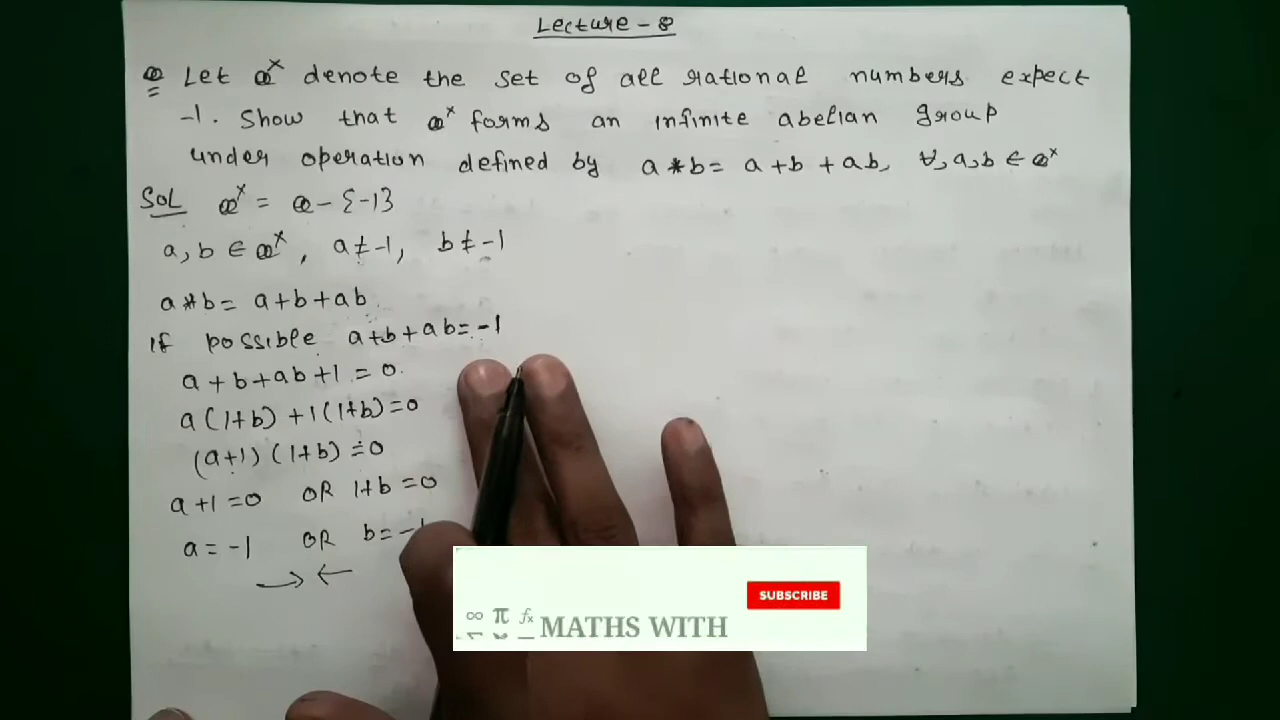 Lecture - 8
Q Let Q^x denote the set of all rational numbers expect
-1. Show that Q^x forms an infinite abelian group
under operation defined by a * b = a + b + ab, ∀, a, b ∈ Q^x
Sol Q^x = Q - {-1}
a, b ∈ Q^x, a ≠ -1, b ≠ -1
a * b = a + b + ab.
If possible a + b + ab = -1
a + b + ab + 1 = 0.
a (1+b) + 1 (1+b) = 0
(a+1) (1+b) = 0
a + 1 = 0 OR 1 + b = 0
a = -1 OR b = -1
→ ←
∞ π fx MATHS WITH
SUBSCRIBE